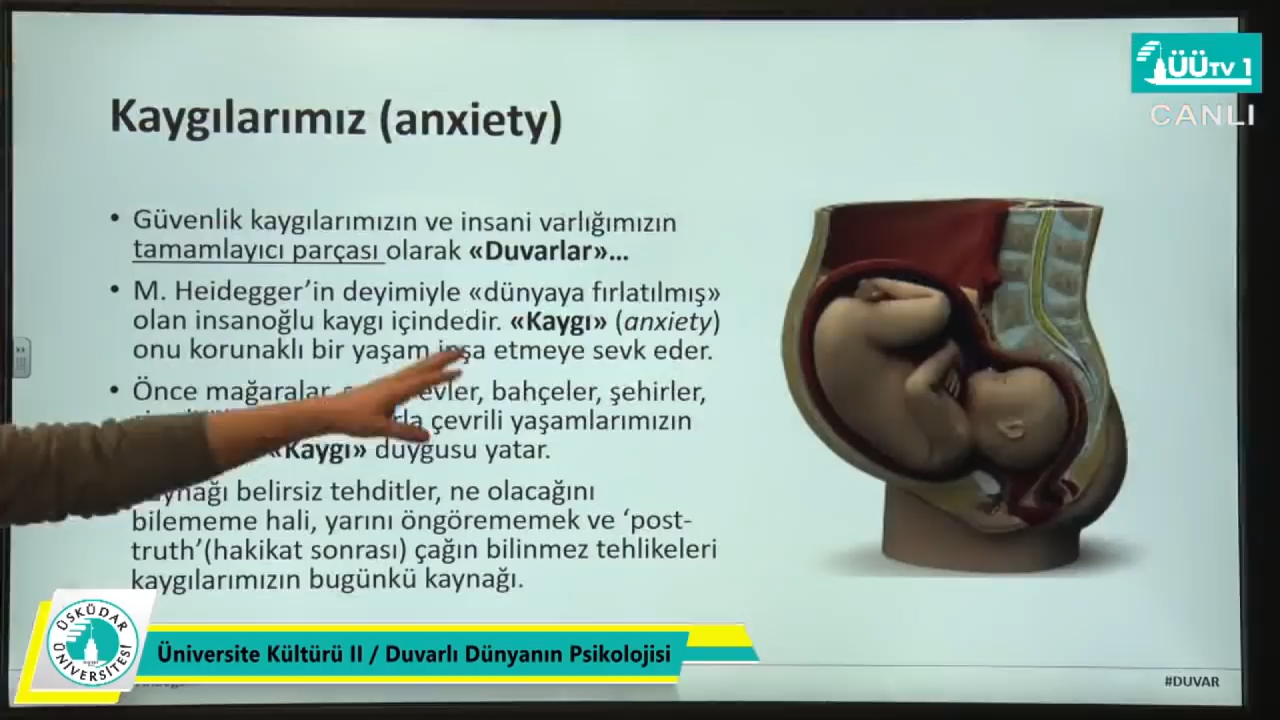 ÜÜTV 1
CANLI
Kaygılarımız (anxiety)
• Güvenlik kaygılarımızın ve insani varlığımızın
tamamlayıcı parçası olarak «Duvarlar»...
• M. Heidegger'in deyimiyle «dünyaya fırlatılmış»
olan insanoğlu kaygı içindedir. «Kaygı» (anxiety)
onu korunaklı bir yaşam inşa etmeye sevk eder.
• Önce mağaralar, evler, bahçeler, şehirler,
çevrili yaşamlarımızın
«Kaygı» duygusu yatar.
belirsiz tehditler, ne olacağını
bilememe hali, yarını öngörememek ve 'post-
truth'(hakikat sonrası) çağın bilinmez tehlikeleri
kaygılarımızın bugünkü kaynağı.
ÜSKÜDAR
ÜNİVERSİTESİ
Üniversite Kültürü II / Duvarlı Dünyanın Psikolojisi
#DUVAR